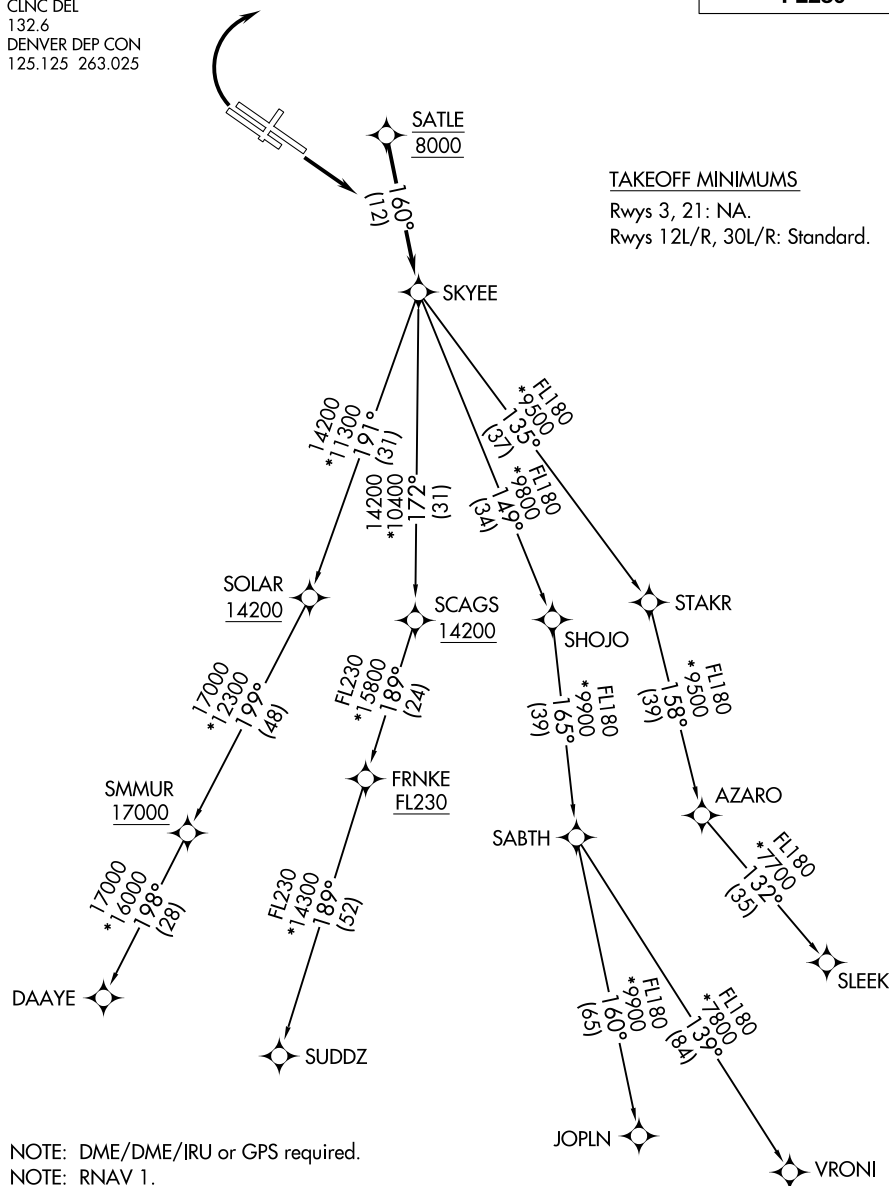 CLNC DEL
132.6
DENVER DEP CON
125.125 263.025
SATLE
8000
TAKEOFF MINIMUMS
Rwys 3, 21: NA.
Rwys 12L/R, 30L/R: Standard.
160°
(12)
SKYEE
14200
*11300
191°
(31)
14200
*10400
172°
(31)
FL180
*9800
149°
(34)
FL180
*9500
135°
(37)
SOLAR
14200
SCAGS
14200
SHOJO
STAKR
17000
*12300
199°
(48)
FL230
*15800
189°
(24)
FL180
*9900
165°
(39)
FL180
*9500
158°
(39)
SMMUR
17000
FRNKE
FL230
SABTH
AZARO
17000
*16000
198°
(28)
FL230
*14300
189°
(52)
FL180
*9900
160°
(65)
FL180
*7800
139°
(84)
FL180
*7700
132°
(35)
SLEEK
DAAYE
SUDDZ
JOPLN
VRONI
NOTE: DME/DME/IRU or GPS required.
NOTE: RNAV 1.